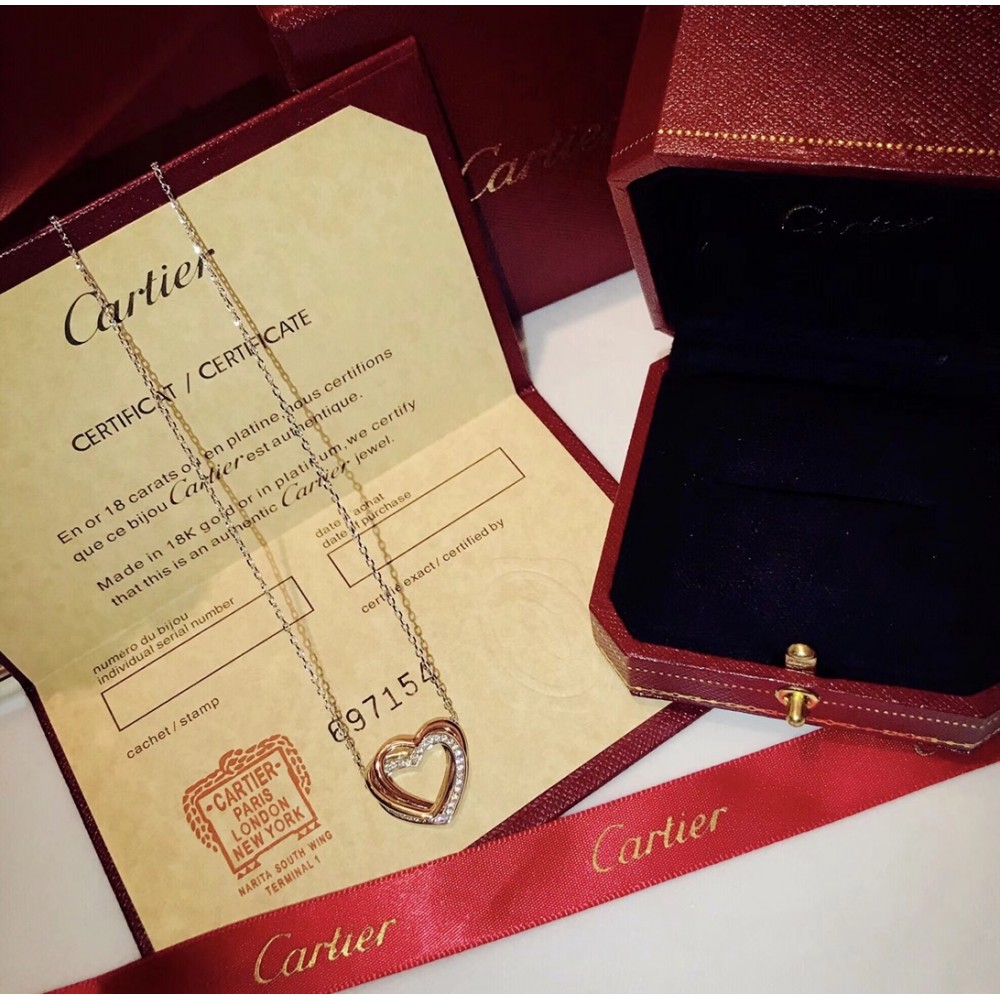 Cartier
Cartier
Cartier
CERTIFICAT / CERTIFICATE
En or 18 carats ou en platine, nous certifions
que ce bijou Cartier est authentique.
Made in 18K gold or in platinum, we certify
that this is an authentic Cartier jewel.
date d'achat
date of purchase
numéro du bijou
individual serial number
certifié exact / certified by
cachet / stamp
697154
·CARTIER·
PARIS
LONDON
NEW YORK
NARITA SOUTH WING
TERMINAL 1
Cartier
Cartier